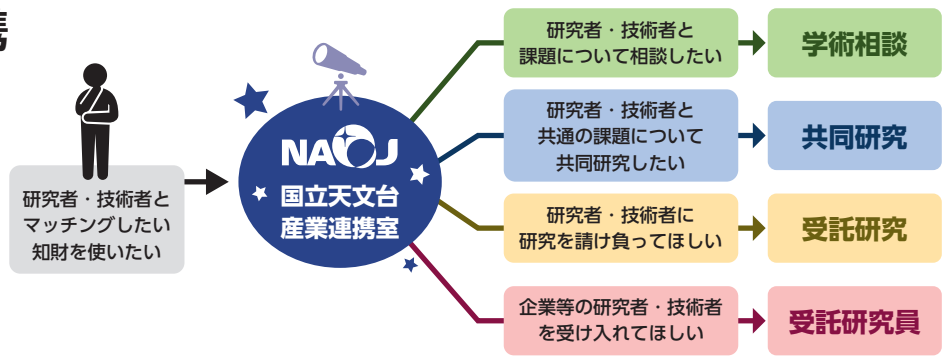 携
研究者・技術者と
マッチングしたい
知財を使いたい
NAOJ
国立天文台
産業連携室
研究者・技術者と
課題について相談したい
学術相談
研究者・技術者と
共通の課題について
共同研究したい
共同研究
研究者・技術者に
研究を請け負ってほしい
受託研究
企業等の研究者・技術者
を受け入れてほしい
受託研究員